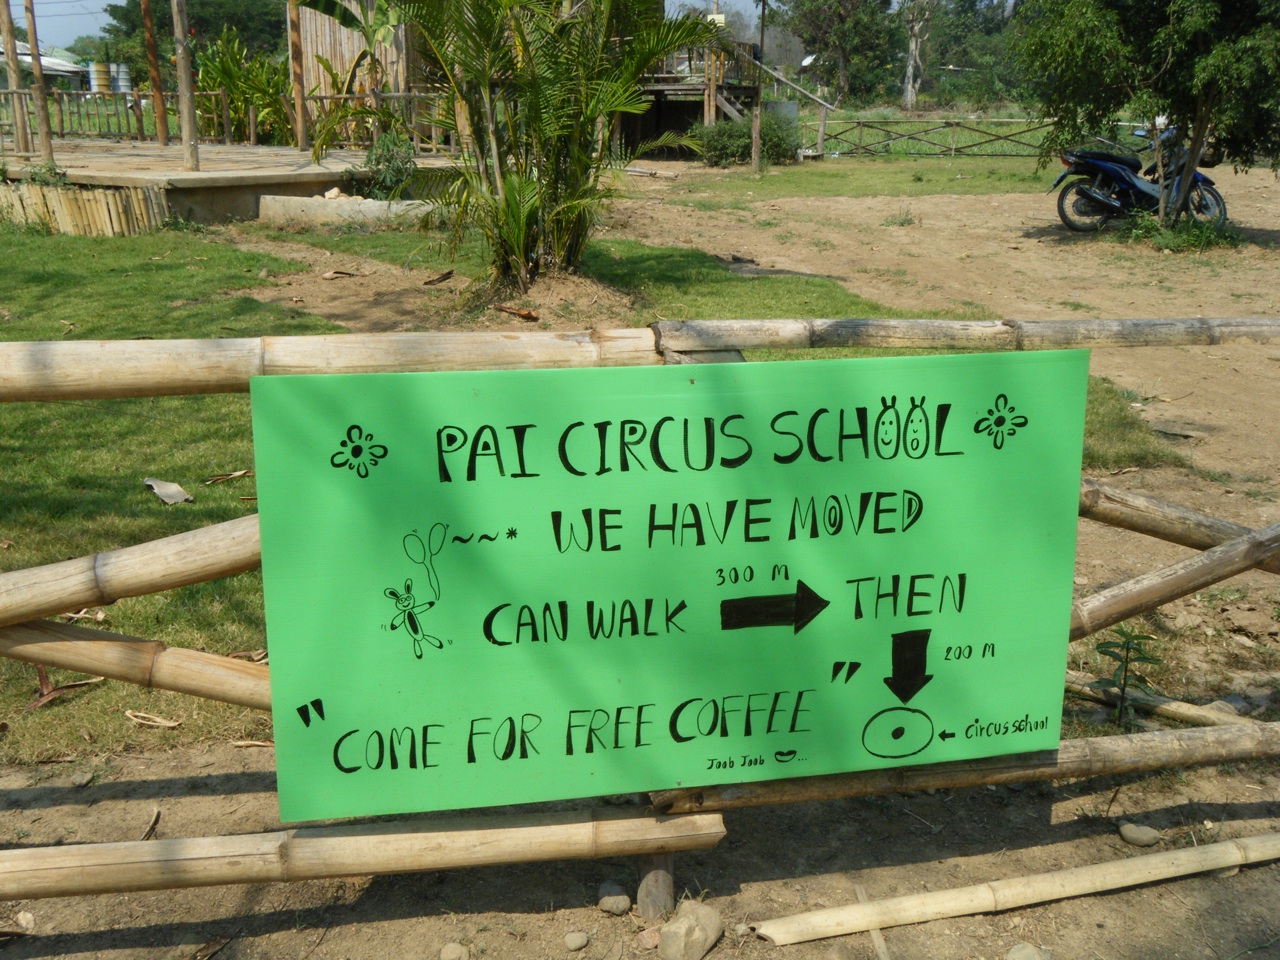 PAI CIRCUS SCHOOL
WE HAVE MOVED
300 M
CAN WALK THEN
200 M
"COME FOR FREE COFFEE"
circus school
Joob Joob ...